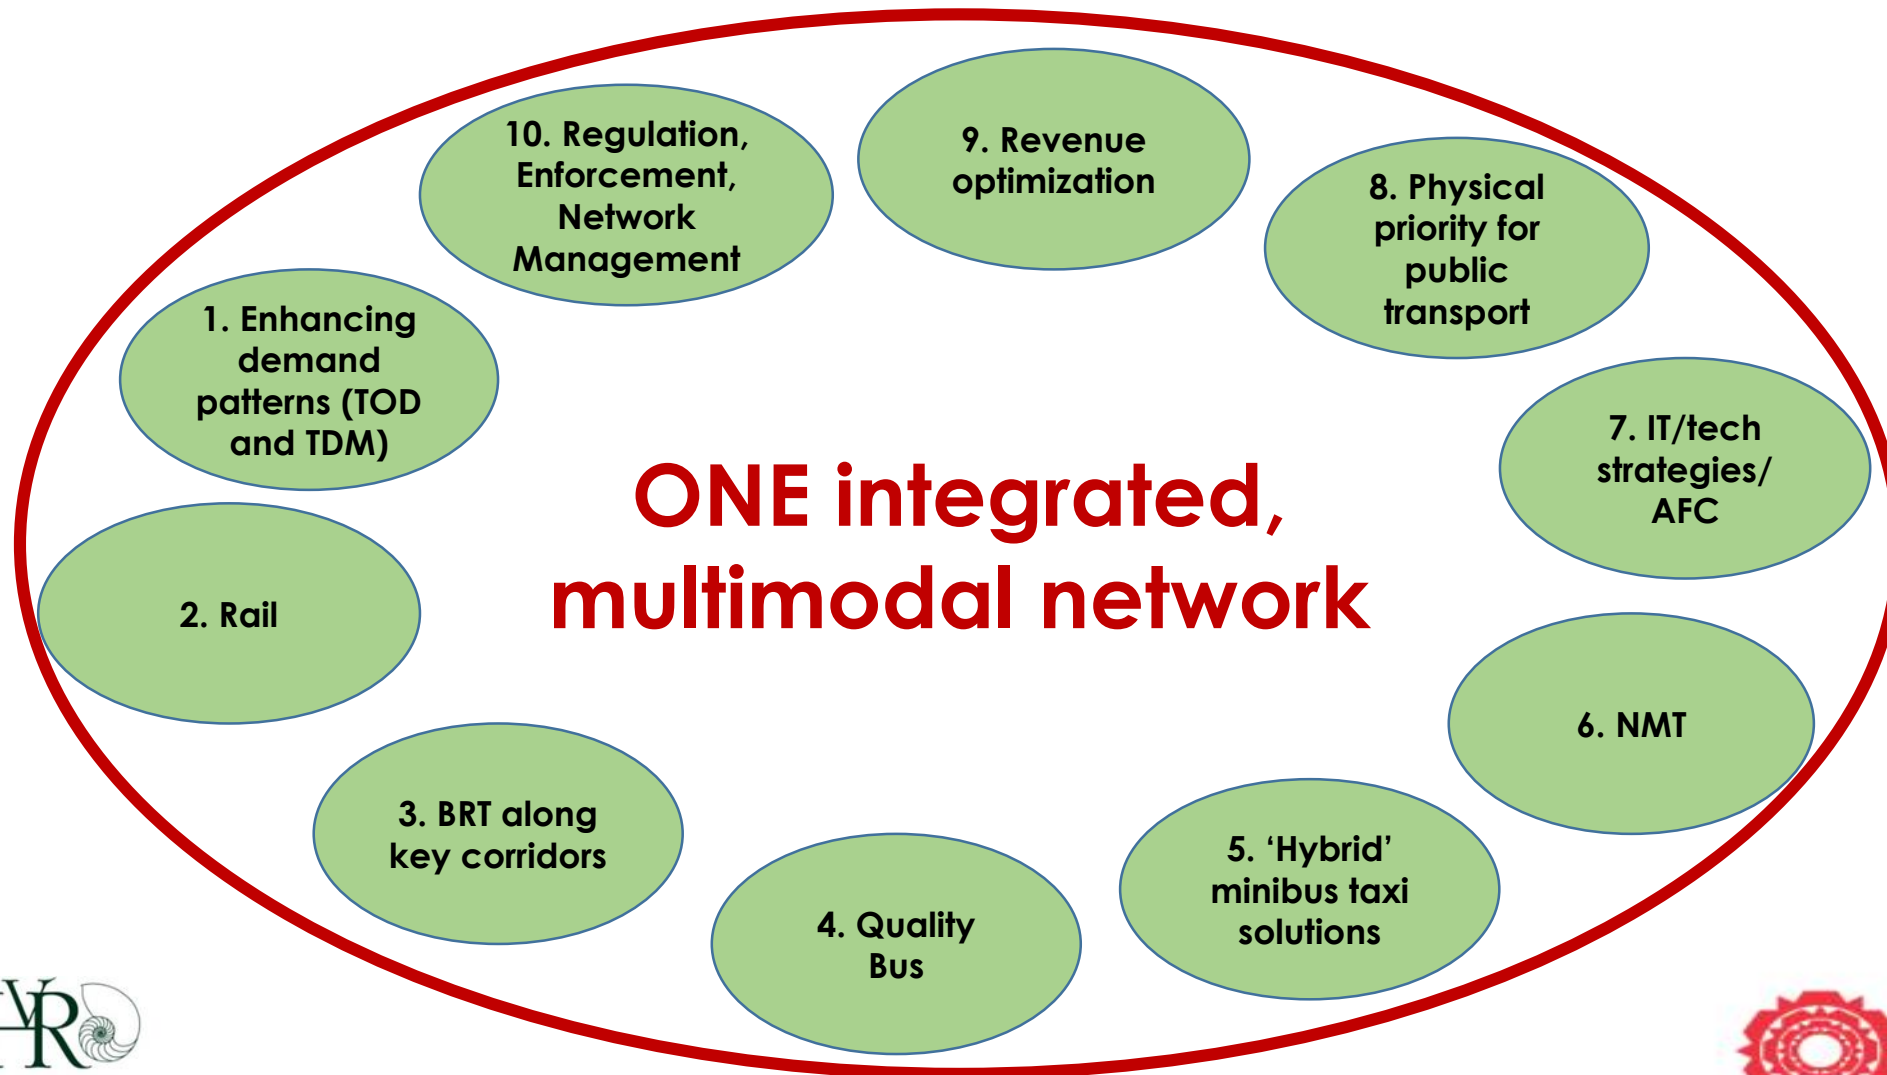 10. Regulation,
Enforcement,
Network
Management
9. Revenue
optimization
8. Physical
priority for
public
transport
1. Enhancing
demand
patterns (TOD
and TDM)
7. IT/tech
strategies/
AFC
ONE integrated,
multimodal network
2. Rail
6. NMT
3. BRT along
key corridors
5. ‘Hybrid’
minibus taxi
solutions
4. Quality
Bus